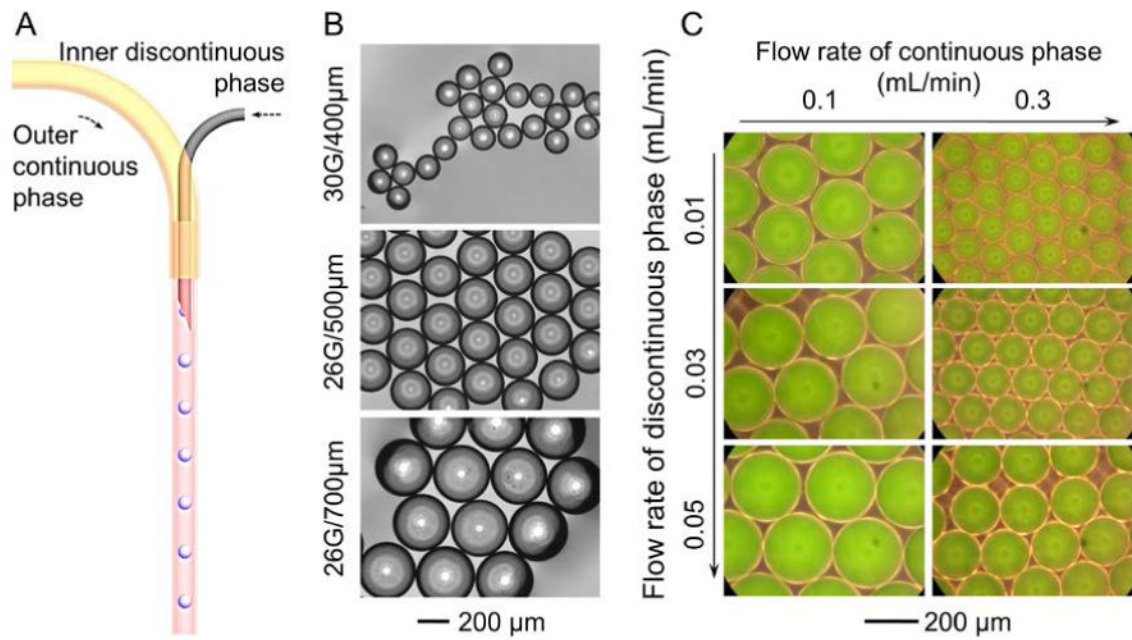 A
Inner discontinuous
phase
Outer
continuous
phase
B
30G/400µm
26G/500µm
26G/700µm
200 µm
C
Flow rate of continuous phase
(mL/min)
0.1
0.3
Flow rate of discontinuous phase (mL/min)
0.01
0.03
0.05
200 µm